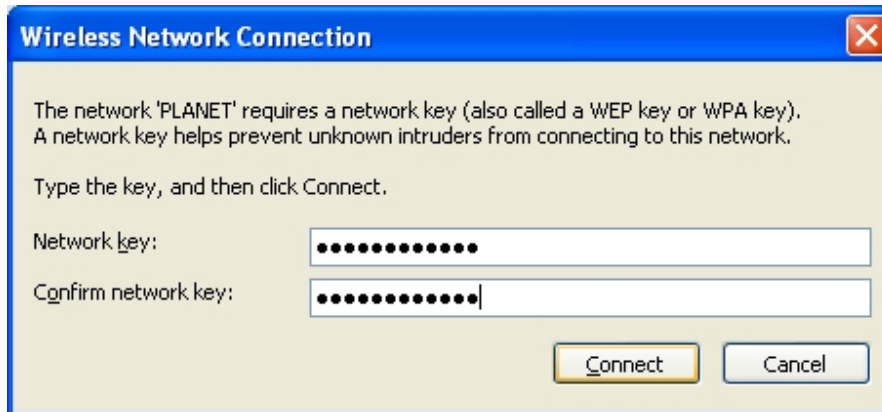 Wireless Network Connection
The network 'PLANET' requires a network key (also called a WEP key or WPA key).
A network key helps prevent unknown intruders from connecting to this network.
Type the key, and then click Connect.
Network key: ●●●●●●●●●●●●
Confirm network key: ●●●●●●●●●●●●
Connect Cancel